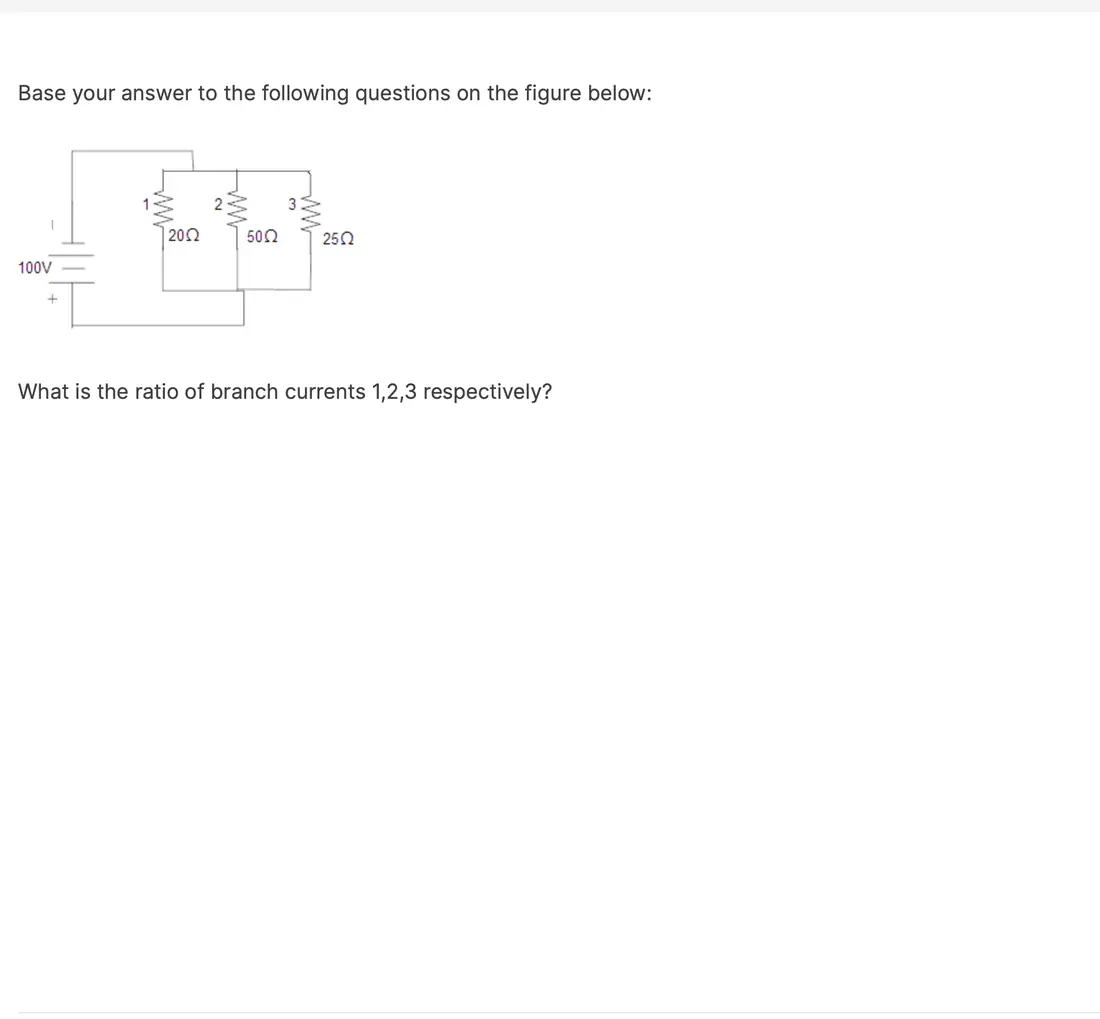 Base your answer to the following questions on the figure below:
1
2
3
20Ω
50Ω
25Ω
100V
+
What is the ratio of branch currents 1,2,3 respectively?